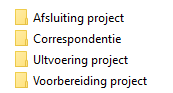 Afsluiting project
Correspondentie
Uitvoering project
Voorbereiding project